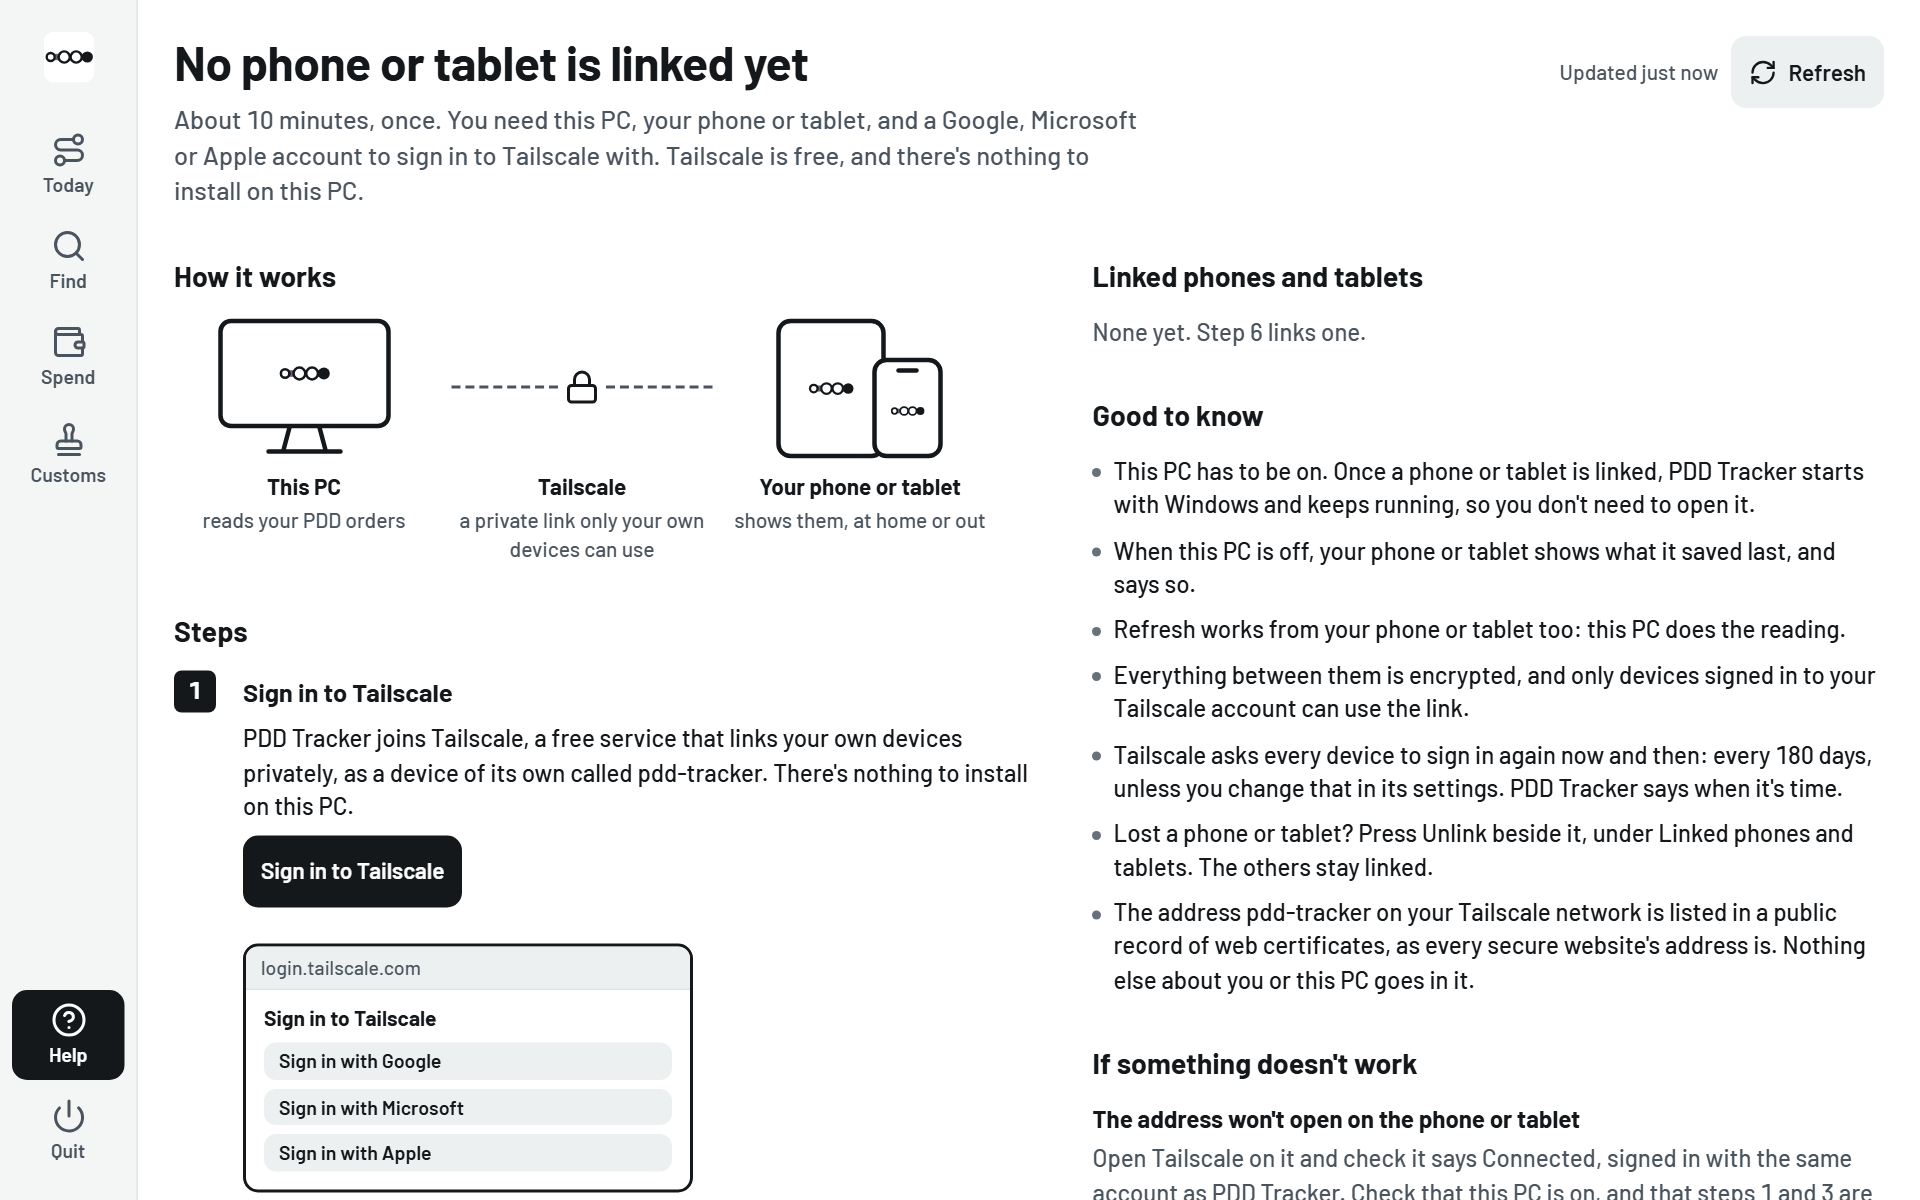 Today
Find
Spend
Customs
Help
Quit
No phone or tablet is linked yet
About 10 minutes, once. You need this PC, your phone or tablet, and a Google, Microsoft
or Apple account to sign in to Tailscale with. Tailscale is free, and there's nothing to
install on this PC.
Updated just now
Refresh
How it works
This PC
reads your PDD orders
Tailscale
a private link only your own
devices can use
Your phone or tablet
shows them, at home or out
Steps
1
Sign in to Tailscale
PDD Tracker joins Tailscale, a free service that links your own devices
privately, as a device of its own called pdd-tracker. There's nothing to install
on this PC.
Sign in to Tailscale
login.tailscale.com
Sign in to Tailscale
Sign in with Google
Sign in with Microsoft
Sign in with Apple
Linked phones and tablets
None yet. Step 6 links one.
Good to know
This PC has to be on. Once a phone or tablet is linked, PDD Tracker starts
with Windows and keeps running, so you don't need to open it.
When this PC is off, your phone or tablet shows what it saved last, and
says so.
Refresh works from your phone or tablet too: this PC does the reading.
Everything between them is encrypted, and only devices signed in to your
Tailscale account can use the link.
Tailscale asks every device to sign in again now and then: every 180 days,
unless you change that in its settings. PDD Tracker says when it's time.
Lost a phone or tablet? Press Unlink beside it, under Linked phones and
tablets. The others stay linked.
The address pdd-tracker on your Tailscale network is listed in a public
record of web certificates, as every secure website's address is. Nothing
else about you or this PC goes in it.
If something doesn't work
The address won't open on the phone or tablet
Open Tailscale on it and check it says Connected, signed in with the same
account as PDD Tracker. Check that this PC is on, and that steps 1 and 3 are